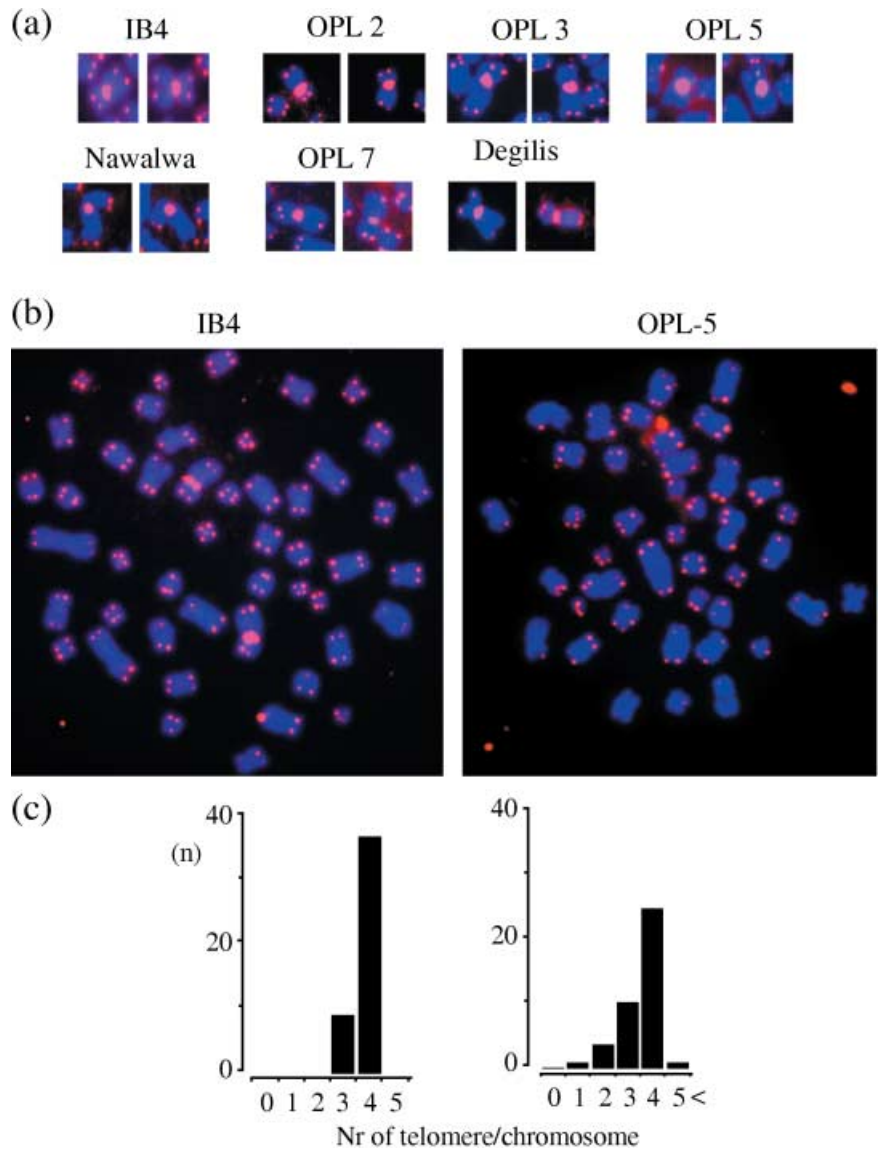 (a)
IB4 OPL 2 OPL 3 OPL 5
Nawalwa OPL 7 Degilis
(b)
IB4 OPL-5
(c)
40 40
(n)
20 20
0 0
0 1 2 3 4 5 0 1 2 3 4 5 <
Nr of telomere/chromosome